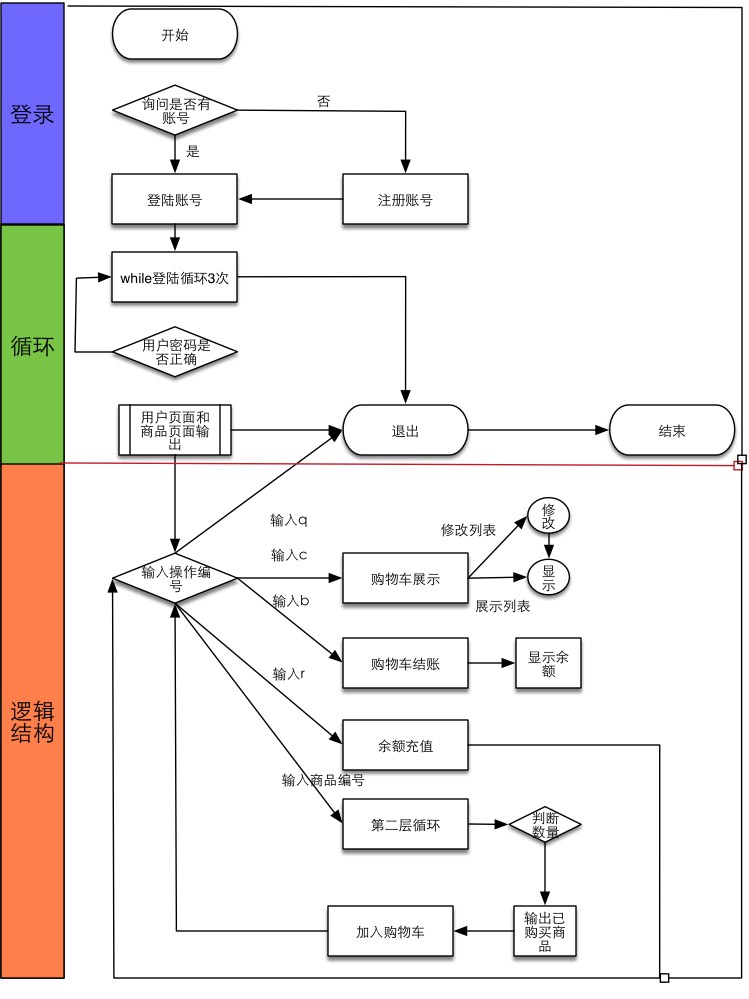 登录
开始
询问是否有
账号
否
是
登陆账号
注册账号
循环
while登陆循环3次
用户密码是
否正确
用户页面和
商品页面输
出
退出
结束
逻辑
结构
输入操作编
号
输入q
输入c
输入b
输入r
输入商品编号
购物车展示
修改列表
修
改
显
示
展示列表
购物车结账
显示余
额
余额充值
第二层循环
判断
数量
输出已
购买商
品
加入购物车